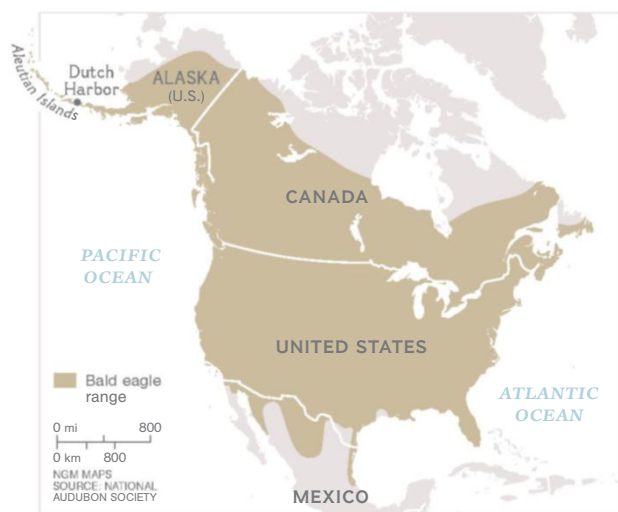 Aleutian Islands
Dutch
Harbor
ALASKA
(U.S.)
CANADA
PACIFIC
OCEAN
UNITED STATES
ATLANTIC
OCEAN
Bald eagle
range
0 mi 800
0 km 800
NGM MAPS
SOURCE: NATIONAL
AUDUBON SOCIETY
MEXICO